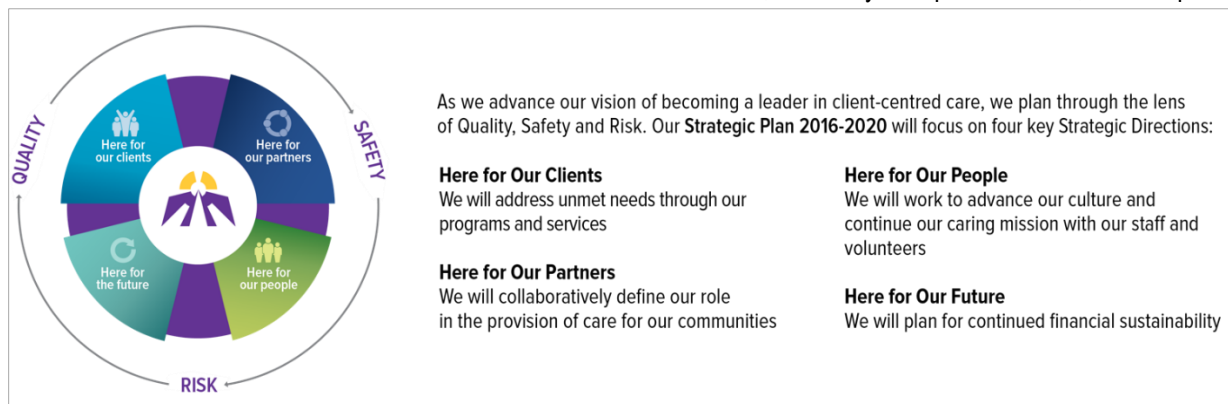 QUALITY
SAFETY
RISK
Here for
our clients
Here for
our partners
Here for
the future
Here for
our people
As we advance our vision of becoming a leader in client-centred care, we plan through the lens
of Quality, Safety and Risk. Our Strategic Plan 2016-2020 will focus on four key Strategic Directions:
Here for Our Clients
We will address unmet needs through our
programs and services
Here for Our Partners
We will collaboratively define our role
in the provision of care for our communities
Here for Our People
We will work to advance our culture and
continue our caring mission with our staff and
volunteers
Here for Our Future
We will plan for continued financial sustainability